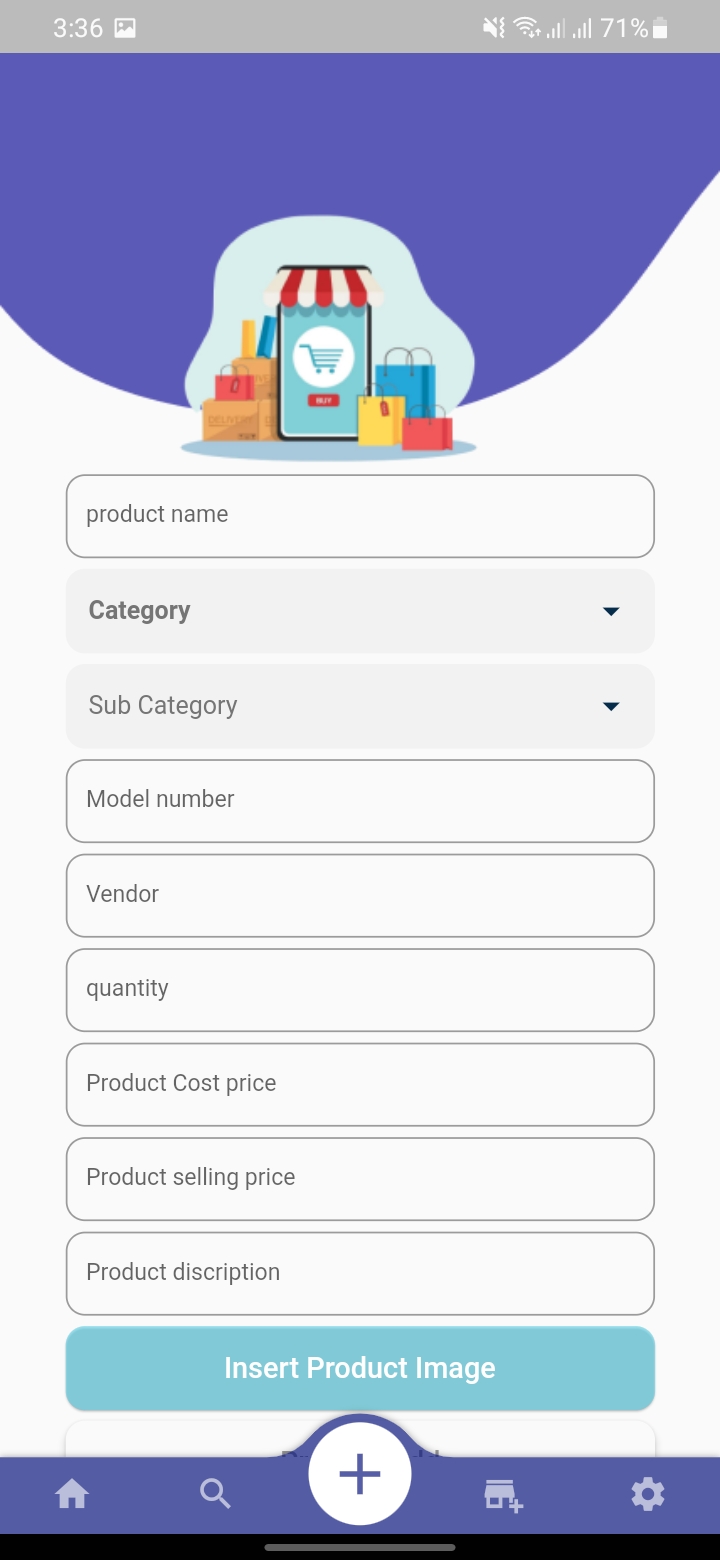 3:36
71%
BUY
DELIVERY
product name
Category
Sub Category
Model number
Vendor
quantity
Product Cost price
Product selling price
Product discription
Insert Product Image